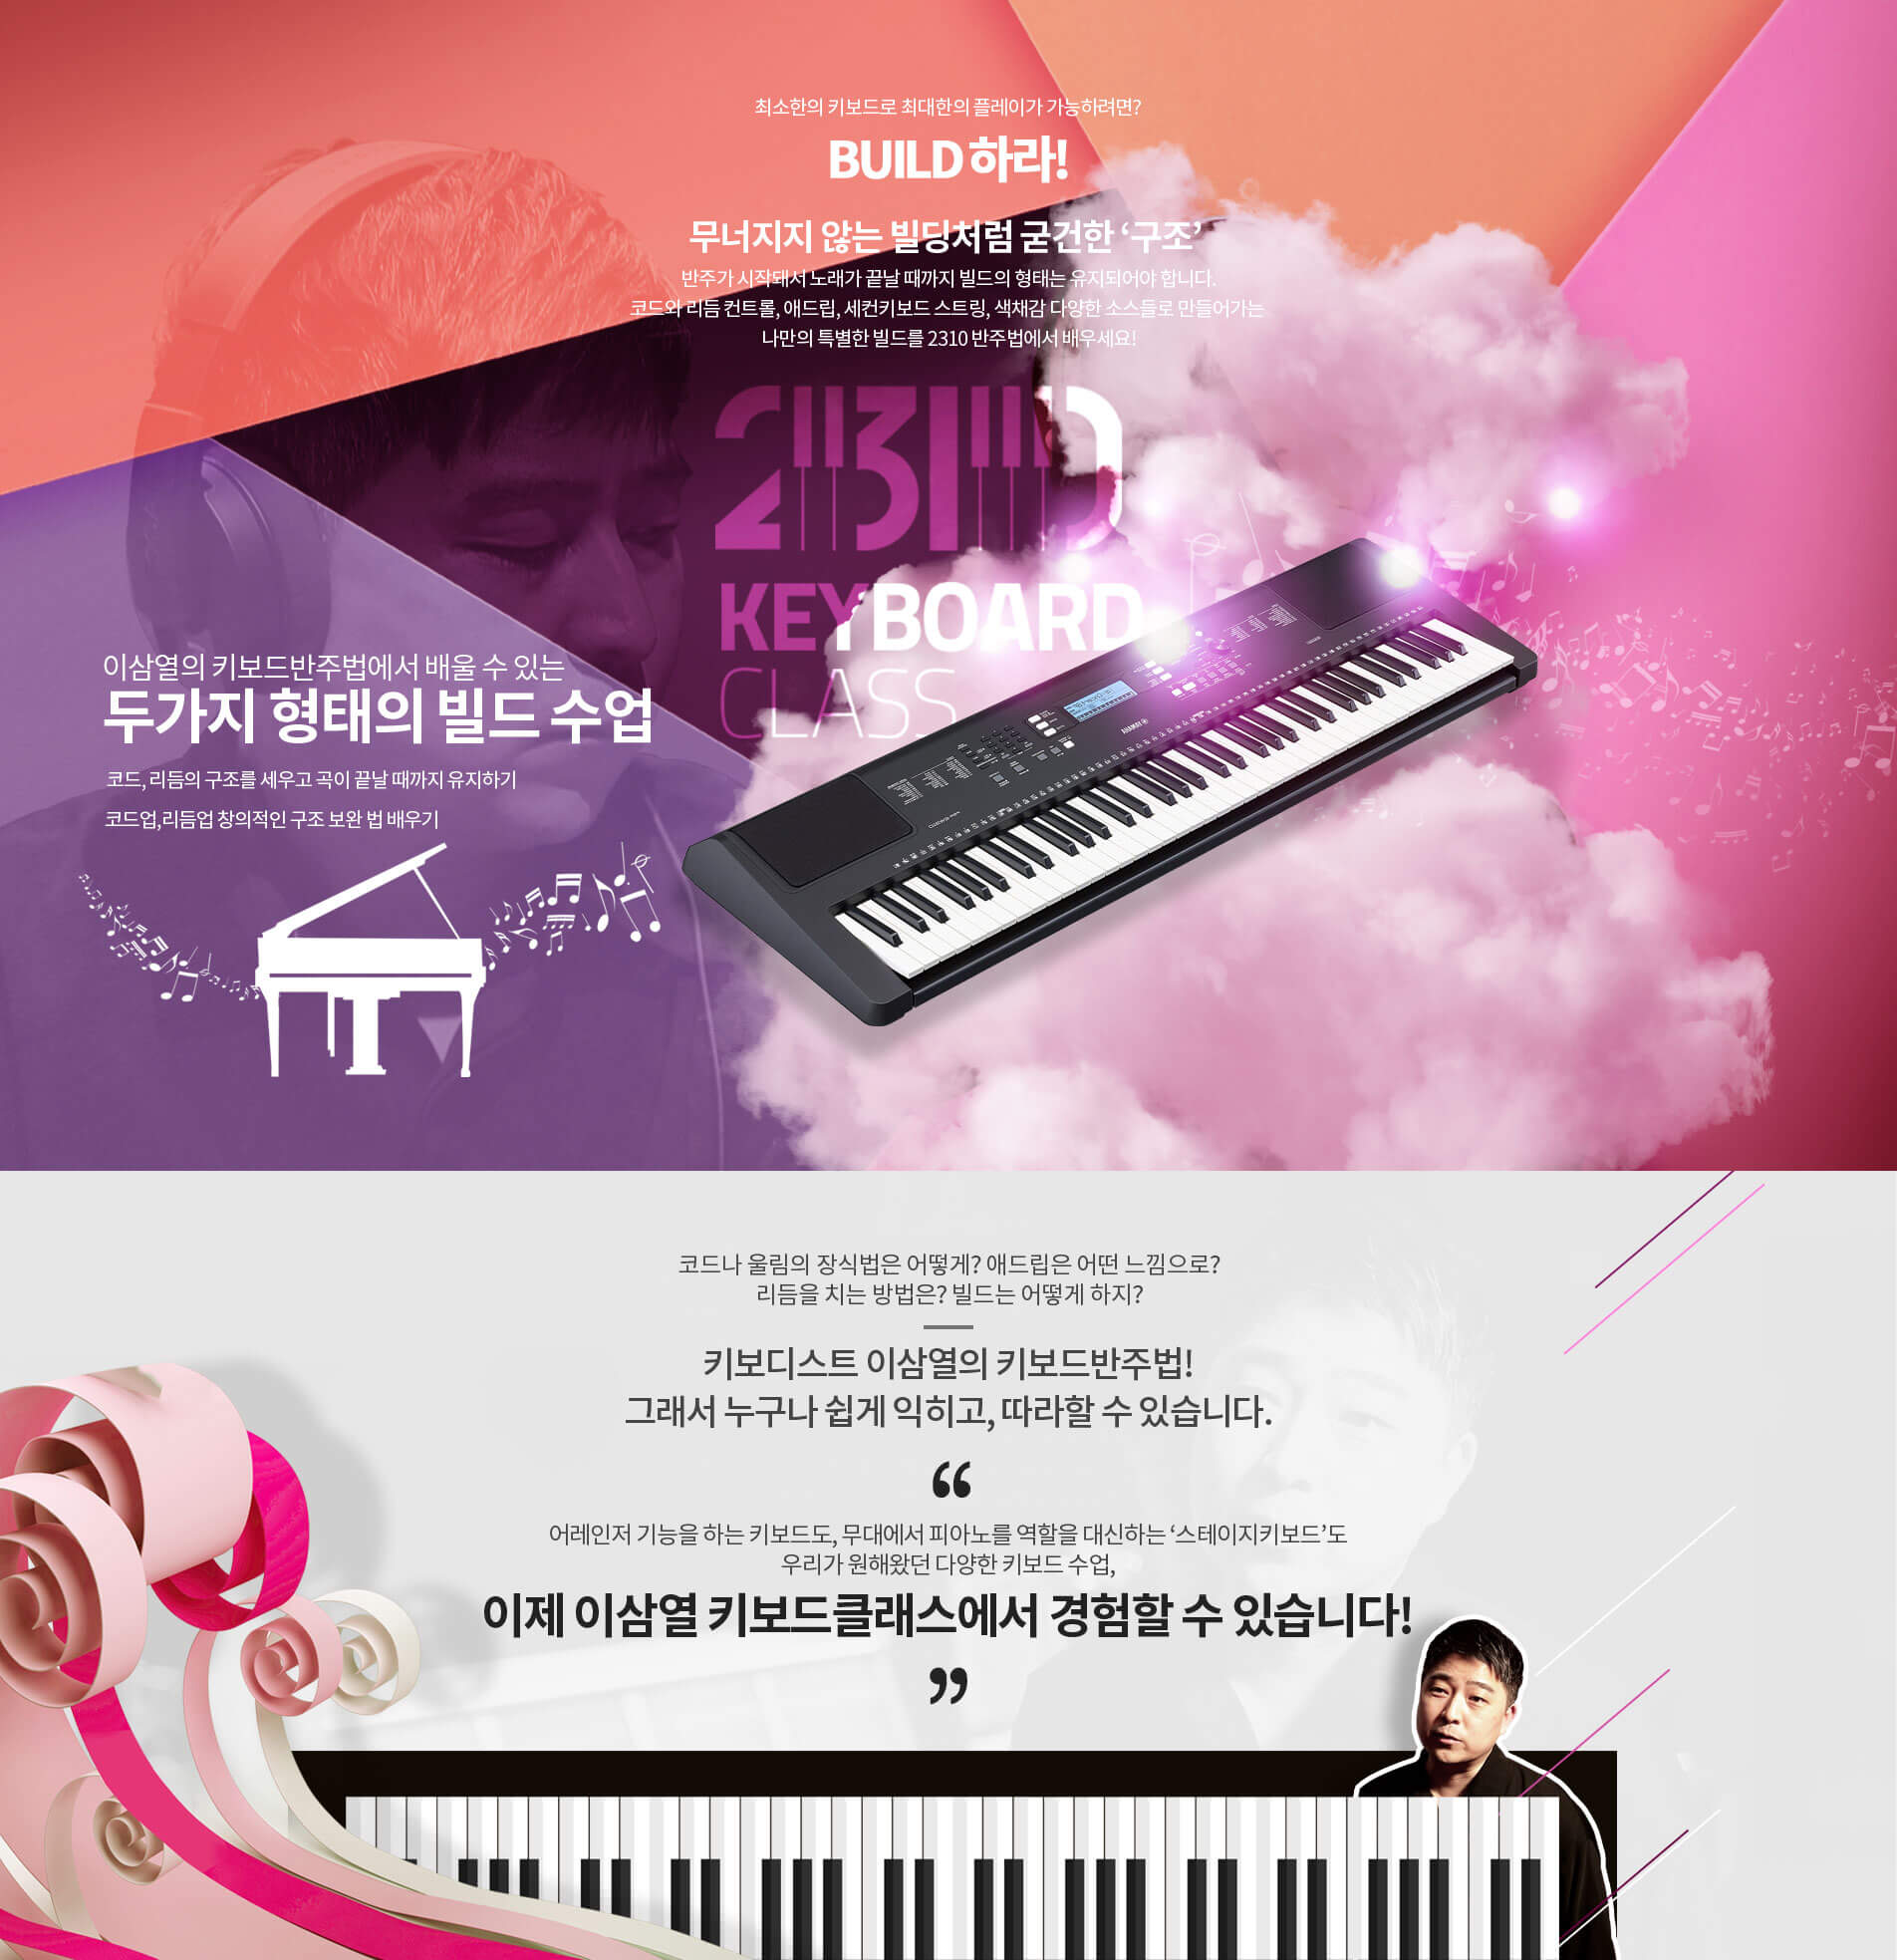 최소한의 키보드로 최대한의 플레이가 가능하려면?
BUILD 하라!
무너지지 않는 빌딩처럼 굳건한 ‘구조’
반주가 시작돼서 노래가 끝날 때까지 빌드의 형태는 유지되어야 합니다.
코드와 리듬 컨트롤, 애드립, 세컨키보드 스트링, 색채감 다양한 소스들로 만들어가는
나만의 특별한 빌드를 2310 반주법에서 배우세요!
2310
KEYBOARD
CLASS
이삼열의 키보드반주법에서 배울 수 있는
두가지 형태의 빌드 수업
코드, 리듬의 구조를 세우고 곡이 끝날 때까지 유지하기
코드업,리듬업 창의적인 구조 보완 법 배우기
YAMAHA
코드나 울림의 장식법은 어떻게? 애드립은 어떤 느낌으로?
리듬을 치는 방법은? 빌드는 어떻게 하지?
키보디스트 이삼열의 키보드반주법!
그래서 누구나 쉽게 익히고, 따라할 수 있습니다.
“
어레인저 기능을 하는 키보드도, 무대에서 피아노를 역할을 대신하는 ‘스테이지키보드’도
우리가 원해왔던 다양한 키보드 수업,
이제 이삼열 키보드클래스에서 경험할 수 있습니다!
”